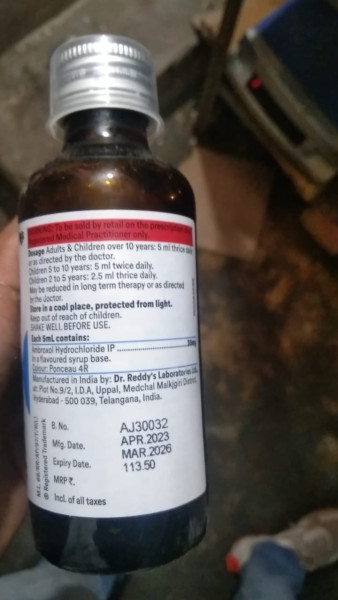 WARNING: To be sold by retail on the prescription of
Registered Medical Practitioner only.
Dosage Adults & Children over 10 years: 5 ml thrice daily
or as directed by the doctor.
Children 5 to 10 years: 5 ml twice daily.
Children 2 to 5 years: 2.5 ml thrice daily.
May be reduced in long term therapy or as directed
by the doctor.
Store in a cool place, protected from light.
Keep out of reach of children.
SHAKE WELL BEFORE USE.
Each 5mL contains:
Ambroxol Hydrochloride IP 30mg
in a flavoured syrup base.
Colour: Ponceau 4R
Manufactured in India by: Dr. Reddy's Laboratories Ltd.
at: Plot No.9/2, I.D.A, Uppal, Medchal Malkjgiri District,
Hyderabad - 500 039, Telangana, India.
B. No. AJ30032
Mfg. Date. APR.2023
Expiry Date. MAR.2026
MRP ₹. 113.50
Incl. of all taxes
® Registered Trademark